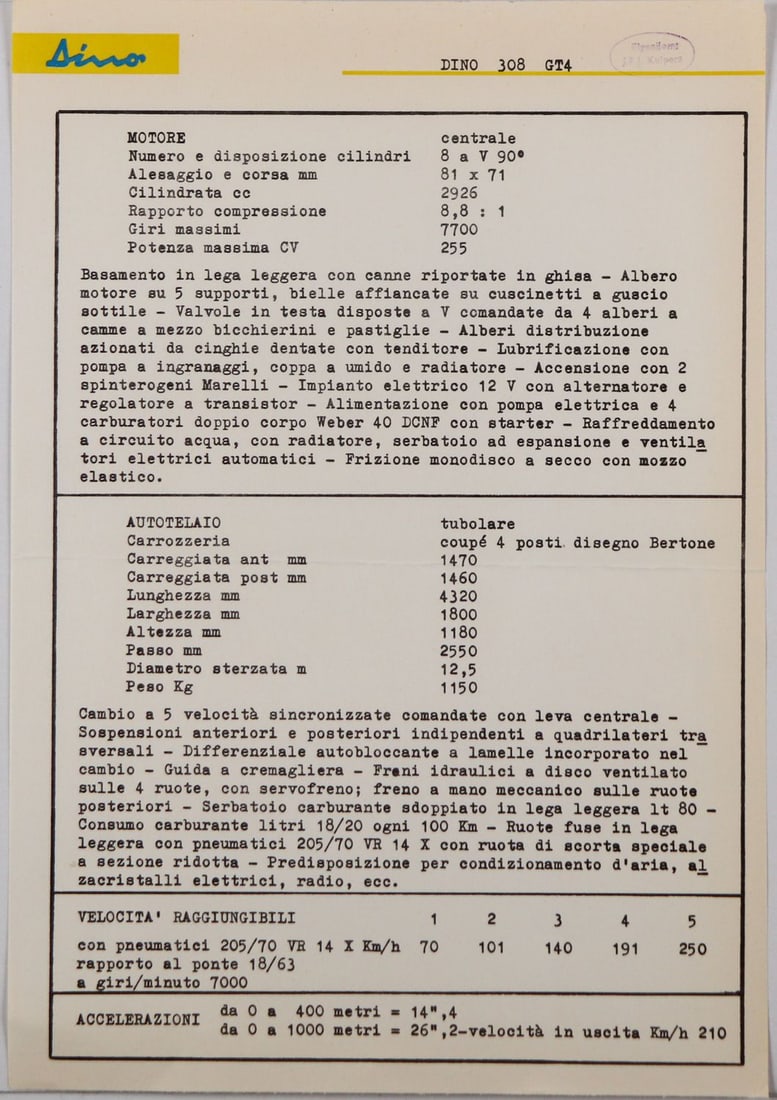 Dino
DINO 308 GT4
MOTORE centrale
Numero e disposizione cilindri 8 a V 90°
Alesaggio e corsa mm 81 x 71
Cilindrata cc 2926
Rapporto compressione 8,8 : 1
Giri massimi 7700
Potenza massima CV 255
Basamento in lega leggera con canne riportate in ghisa - Albero
motore su 5 supporti, bielle affiancate su cuscinetti a guscio
sottile - Valvole in testa disposte a V comandate da 4 alberi a
camme a mezzo bicchierini e pastiglie - Alberi distribuzione
azionati da cinghie dentate con tenditore - Lubrificazione con
pompa a ingranaggi, coppa a umido e radiatore - Accensione con 2
spinterogeni Marelli - Impianto elettrico 12 V con alternatore e
regolatore a transistor - Alimentazione con pompa elettrica e 4
carburatori doppio corpo Weber 40 DCNF con starter - Raffreddamento
a circuito acqua, con radiatore, serbatoio ad espansione e ventila
tori elettrici automatici - Frizione monodisco a secco con mozzo
elastico.
AUTOTELAIO tubolare
Carrozzeria coupé 4 posti disegno Bertone
Carreggiata ant mm 1470
Carreggiata post mm 1460
Lunghezza mm 4320
Larghezza mm 1800
Altezza mm 1180
Passo mm 2550
Diametro sterzata m 12,5
Peso Kg 1150
Cambio a 5 velocità sincronizzate comandate con leva centrale -
Sospensioni anteriori e posteriori indipendenti a quadrilateri tra
sversali - Differenziale autobloccante a lamelle incorporato nel
cambio - Guida a cremagliera - Freni idraulici a disco ventilato
sulle 4 ruote, con servofreno; freno a mano meccanico sulle ruote
posteriori - Serbatoio carburante sdoppiato in lega leggera lt 80 -
Consumo carburante litri 18/20 ogni 100 Km - Ruote fuse in lega
leggera con pneumatici 205/70 VR 14 X con ruota di scorta speciale
a sezione ridotta - Predisposizione per condizionamento d'aria, al
zacristalli elettrici, radio, ecc.
VELOCITA' RAGGIUNGIBILI 1 2 3 4 5
con pneumatici 205/70 VR 14 X Km/h 70 101 140 191 250
rapporto al ponte 18/63
a giri/minuto 7000
ACCELERAZIONI da 0 a 400 metri = 14",4
da 0 a 1000 metri = 26",2-velocità in uscita Km/h 210